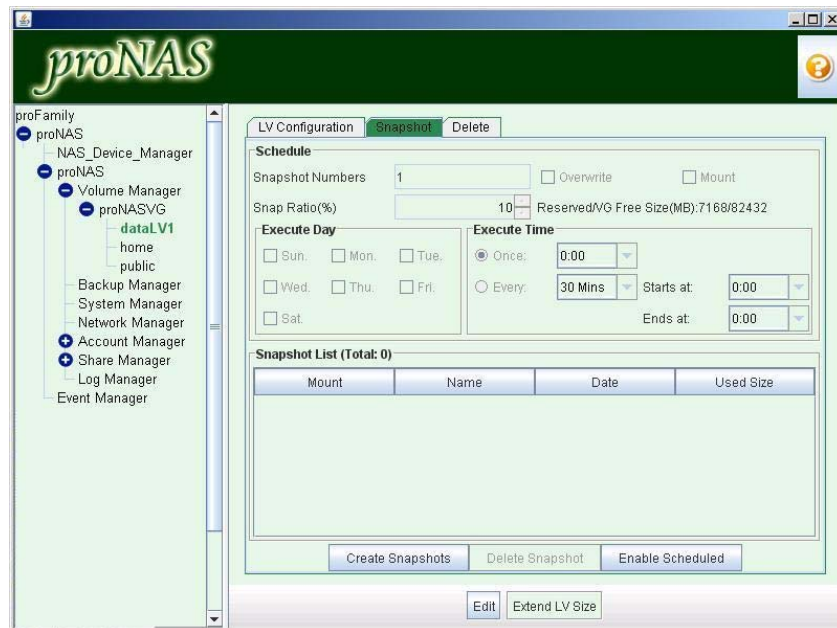 proNAS
proFamily
proNAS
NAS_Device_Manager
proNAS
Volume Manager
proNASVG
dataLV1
home
public
Backup Manager
System Manager
Network Manager
Account Manager
Share Manager
Log Manager
Event Manager
LV Configuration Snapshot Delete
Schedule
Snapshot Numbers 1 Overwrite Mount
Snap Ratio(%) 10 Reserved/VG Free Size(MB):7168/82432
Execute Day Execute Time
Sun. Mon. Tue. Once: 0:00
Wed. Thu. Fri. Every: 30 Mins Starts at: 0:00
Sat. Ends at: 0:00
Snapshot List (Total: 0)
Mount Name Date Used Size
Create Snapshots Delete Snapshot Enable Scheduled
Edit Extend LV Size